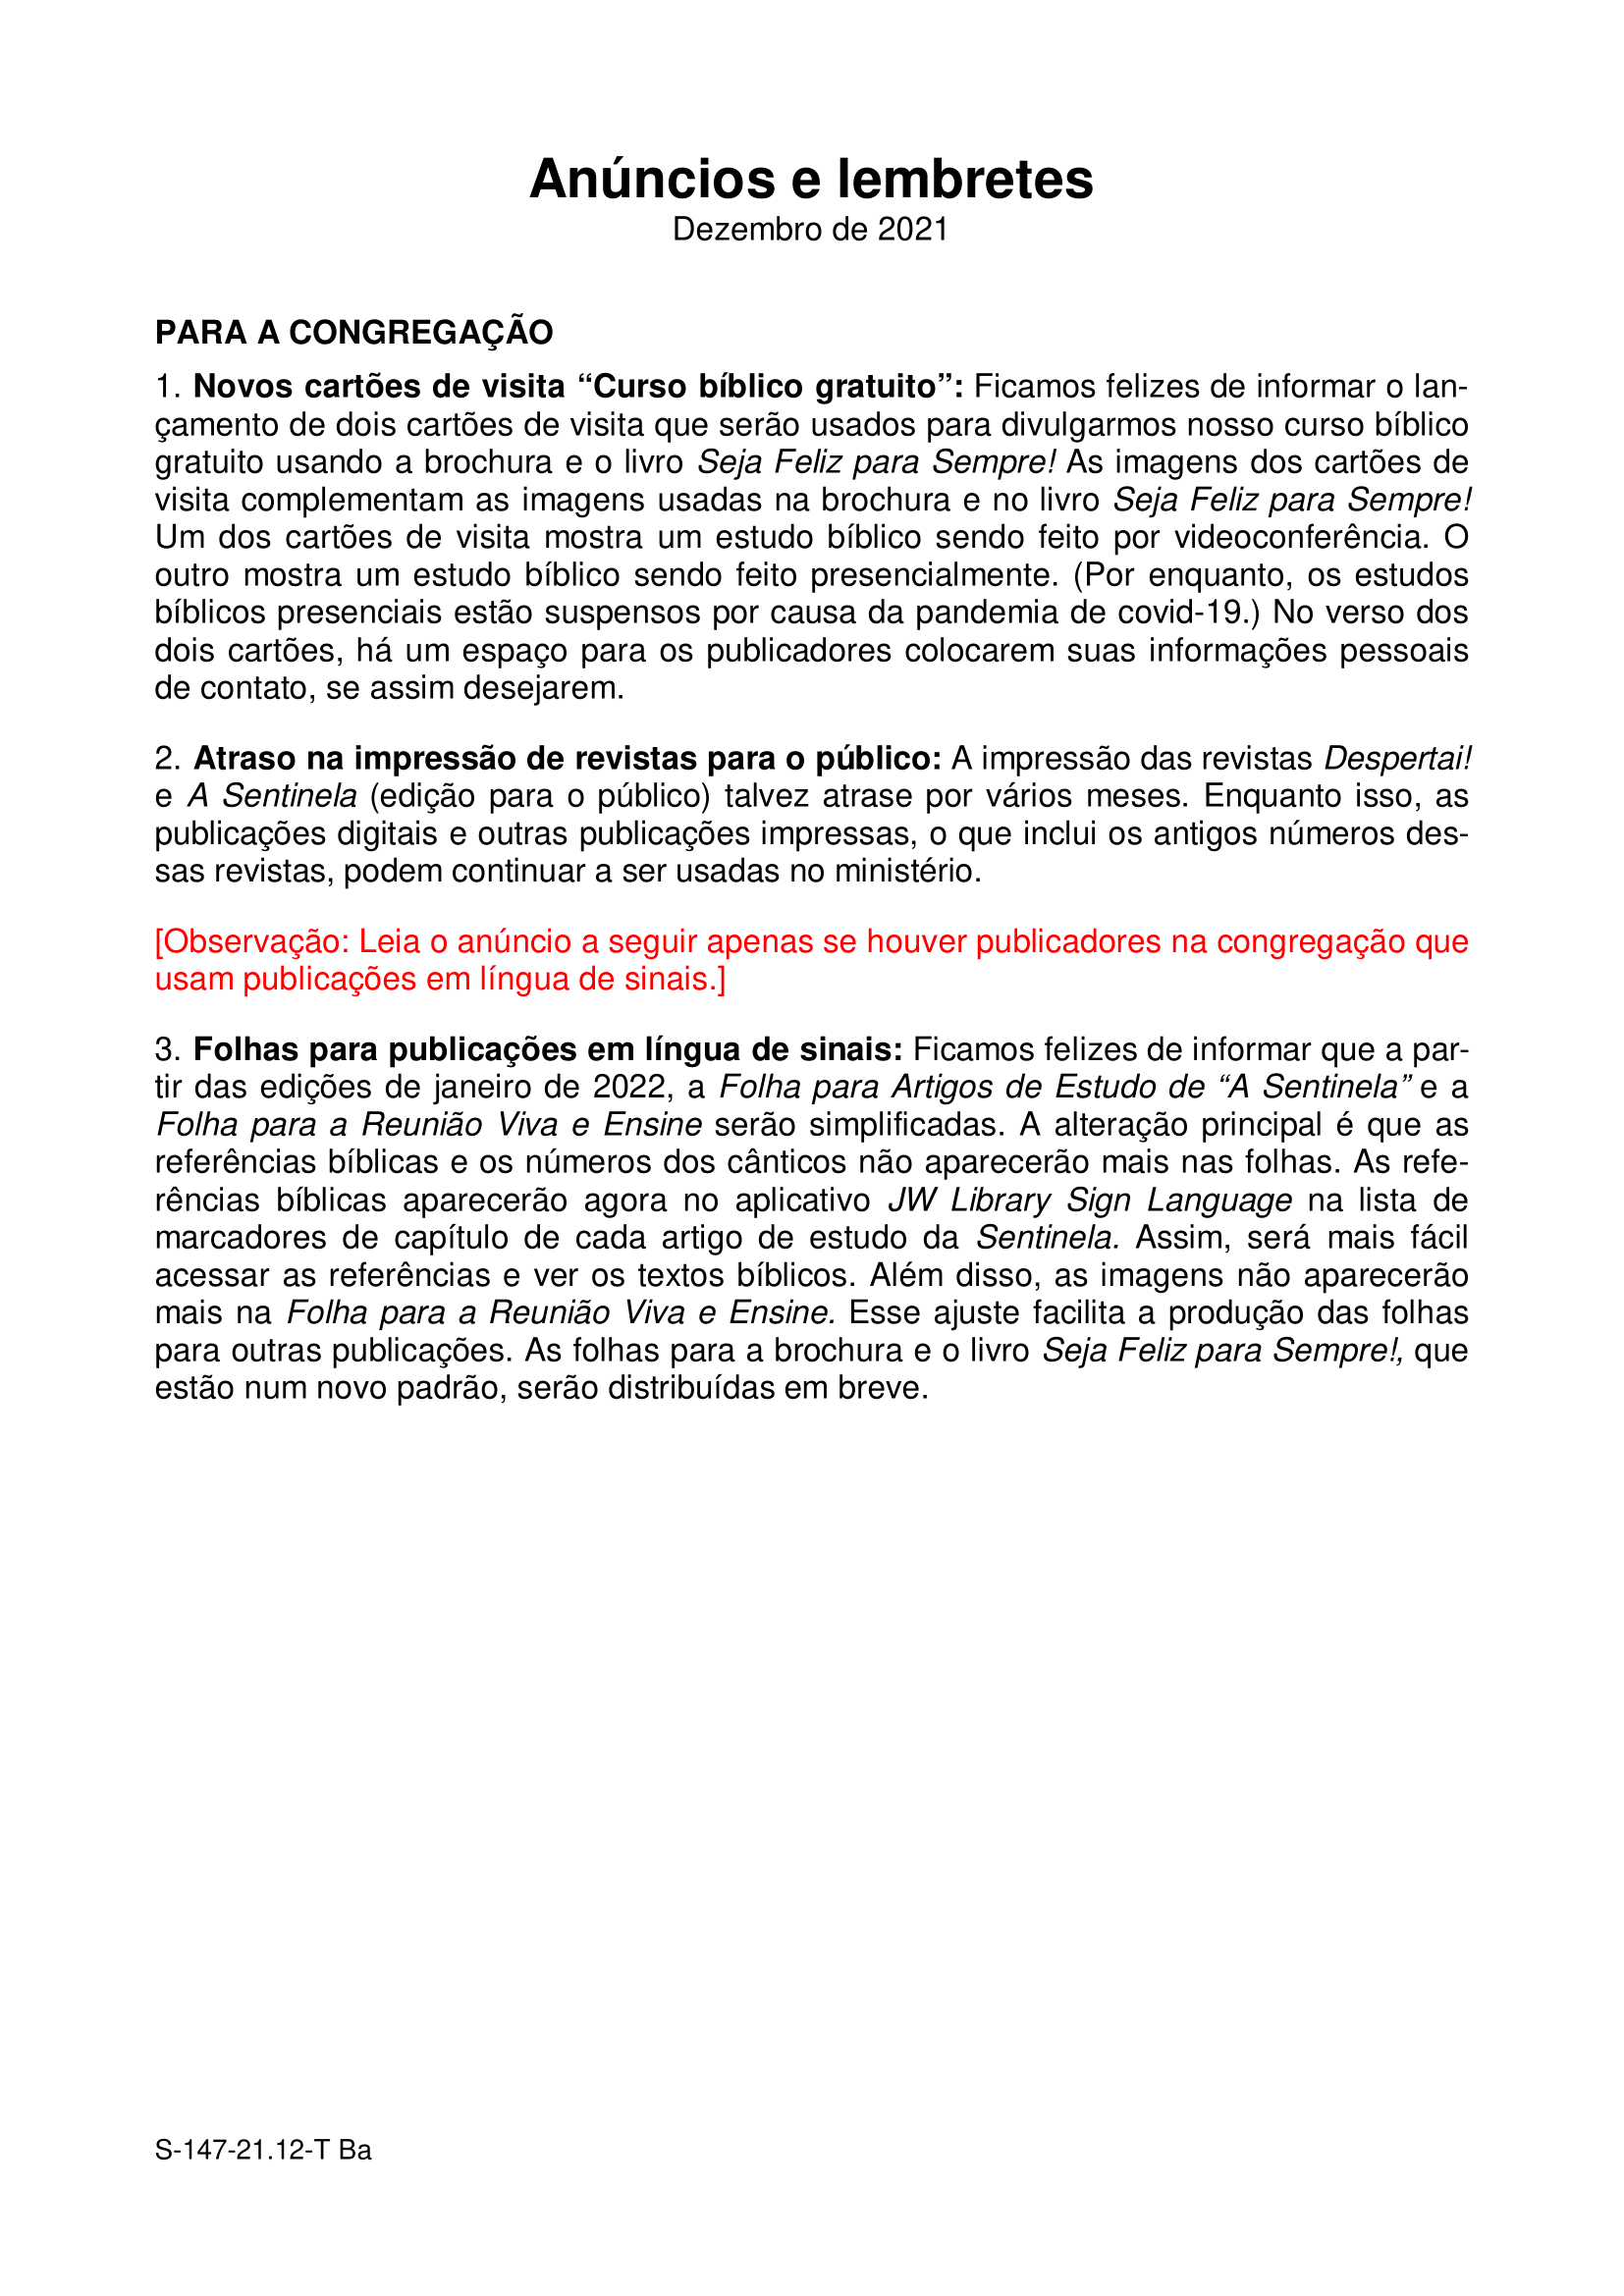 Anúncios e lembretes
Dezembro de 2021
PARA A CONGREGAÇÃO
1. Novos cartões de visita “Curso bíblico gratuito”: Ficamos felizes de informar o lan-
çamento de dois cartões de visita que serão usados para divulgarmos nosso curso bíblico
gratuito usando a brochura e o livro Seja Feliz para Sempre! As imagens dos cartões de
visita complementam as imagens usadas na brochura e no livro Seja Feliz para Sempre!
Um dos cartões de visita mostra um estudo bíblico sendo feito por videoconferência. O
outro mostra um estudo bíblico sendo feito presencialmente. (Por enquanto, os estudos
bíblicos presenciais estão suspensos por causa da pandemia de covid-19.) No verso dos
dois cartões, há um espaço para os publicadores colocarem suas informações pessoais
de contato, se assim desejarem.
2. Atraso na impressão de revistas para o público: A impressão das revistas Despertai!
e A Sentinela (edição para o público) talvez atrase por vários meses. Enquanto isso, as
publicações digitais e outras publicações impressas, o que inclui os antigos números des-
sas revistas, podem continuar a ser usadas no ministério.
[Observação: Leia o anúncio a seguir apenas se houver publicadores na congregação que
usam publicações em língua de sinais.]
3. Folhas para publicações em língua de sinais: Ficamos felizes de informar que a par-
tir das edições de janeiro de 2022, a Folha para Artigos de Estudo de “A Sentinela” e a
Folha para a Reunião Viva e Ensine serão simplificadas. A alteração principal é que as
referências bíblicas e os números dos cânticos não aparecerão mais nas folhas. As refe-
rências bíblicas aparecerão agora no aplicativo JW Library Sign Language na lista de
marcadores de capítulo de cada artigo de estudo da Sentinela. Assim, será mais fácil
acessar as referências e ver os textos bíblicos. Além disso, as imagens não aparecerão
mais na Folha para a Reunião Viva e Ensine. Esse ajuste facilita a produção das folhas
para outras publicações. As folhas para a brochura e o livro Seja Feliz para Sempre!, que
estão num novo padrão, serão distribuídas em breve.
S-147-21.12-T Ba